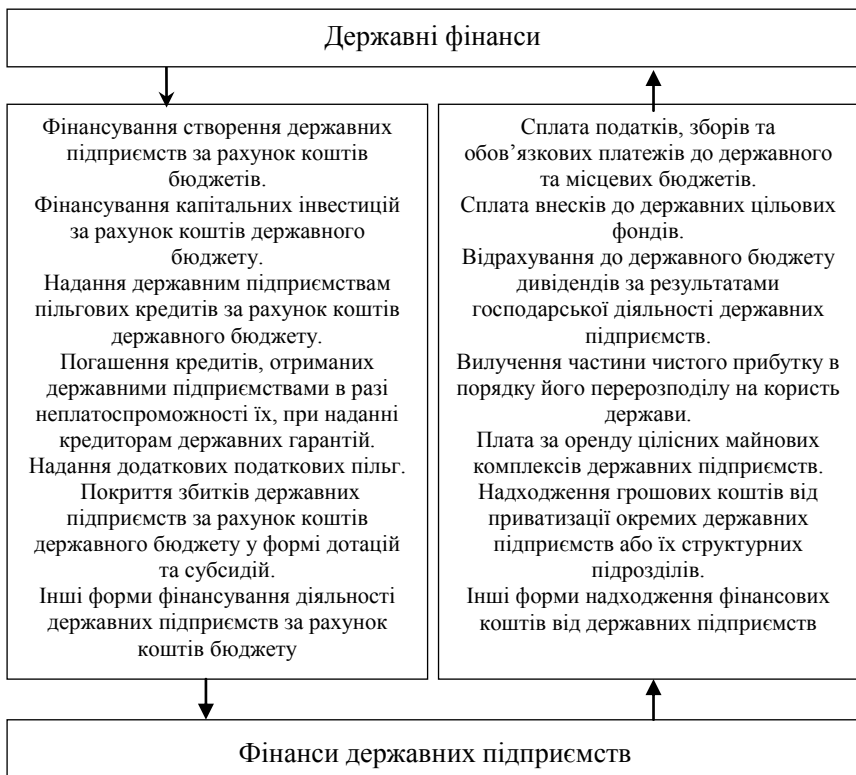 Державні фінанси
Фінансування створення державних
підприємств за рахунок коштів
бюджетів.
Фінансування капітальних інвестицій
за рахунок коштів державного
бюджету.
Надання державним підприємствам
пільгових кредитів за рахунок коштів
державного бюджету.
Погашення кредитів, отриманих
державними підприємствами в разі
неплатоспроможності їх, при наданні
кредиторам державних гарантій.
Надання додаткових податкових пільг.
Покриття збитків державних
підприємств за рахунок коштів
державного бюджету у формі дотацій
та субсидій.
Інші форми фінансування діяльності
державних підприємств за рахунок
коштів бюджету
Сплата податків, зборів та
обов’язкових платежів до державного
та місцевих бюджетів.
Сплата внесків до державних цільових
фондів.
Відрахування до державного бюджету
дивідендів за результатами
господарської діяльності державних
підприємств.
Вилучення частини чистого прибутку в
порядку його перерозподілу на користь
держави.
Плата за оренду цілісних майнових
комплексів державних підприємств.
Надходження грошових коштів від
приватизації окремих державних
підприємств або їх структурних
підрозділів.
Інші форми надходження фінансових
коштів від державних підприємств
Фінанси державних підприємств